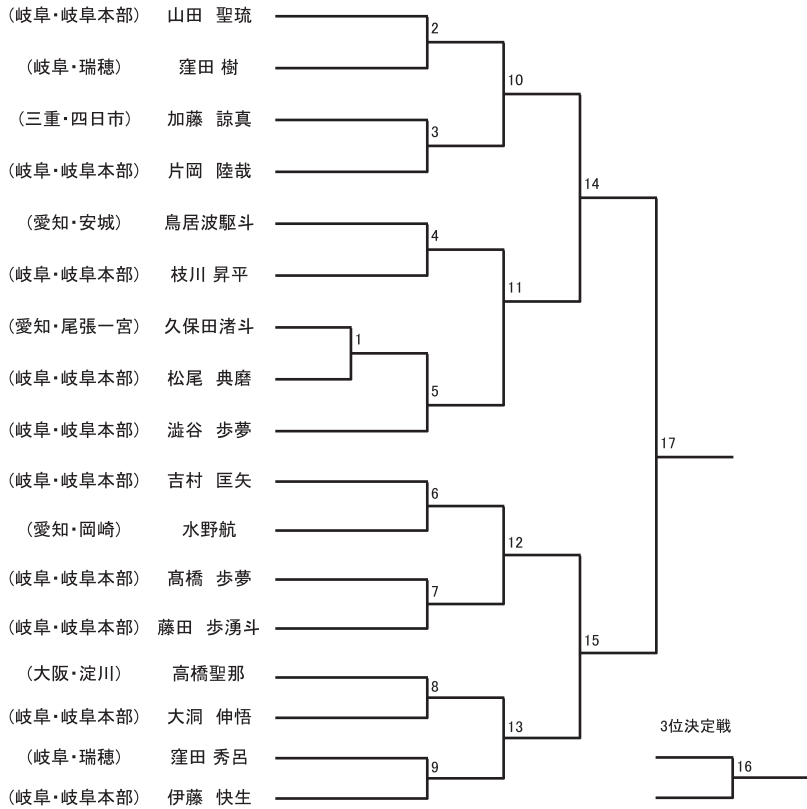 (岐阜・岐阜本部) 山田 聖琉
2
(岐阜・瑞穂) 窪田 樹
10
(三重・四日市) 加藤 諒真
3
(岐阜・岐阜本部) 片岡 陸哉
14
(愛知・安城) 鳥居波駆斗
4
(岐阜・岐阜本部) 枝川 昇平
11
(愛知・尾張一宮) 久保田渚斗
1
(岐阜・岐阜本部) 松尾 典磨
5
(岐阜・岐阜本部) 澁谷 歩夢
17
(岐阜・岐阜本部) 吉村 匡矢
6
(愛知・岡崎) 水野航
12
(岐阜・岐阜本部) 髙橋 歩夢
7
(岐阜・岐阜本部) 藤田 歩湧斗
15
(大阪・淀川) 高橋聖那
8
(岐阜・岐阜本部) 大洞 伸悟
13
3位決定戦
(岐阜・瑞穂) 窪田 秀呂
9
16
(岐阜・岐阜本部) 伊藤 快生